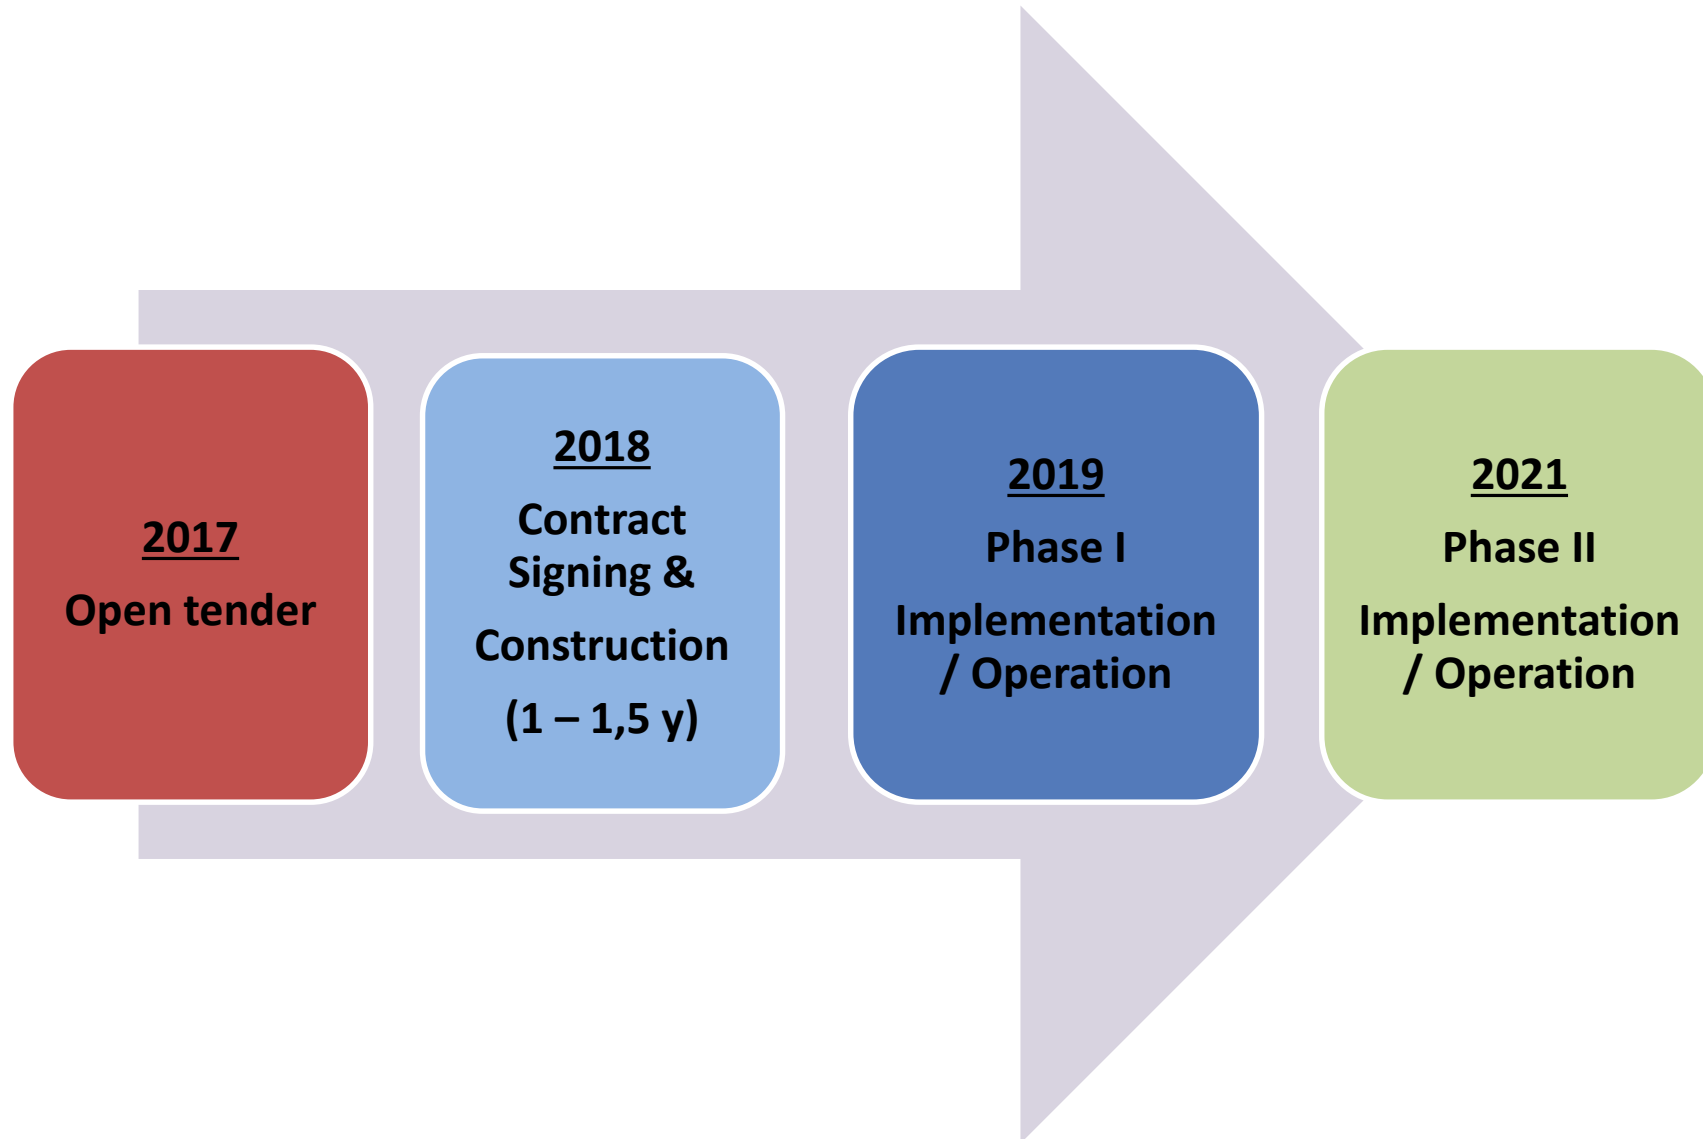 2017
Open tender
2018
Contract
Signing &
Construction
(1 – 1,5 y)
2019
Phase I
Implementation
/ Operation
2021
Phase II
Implementation
/ Operation